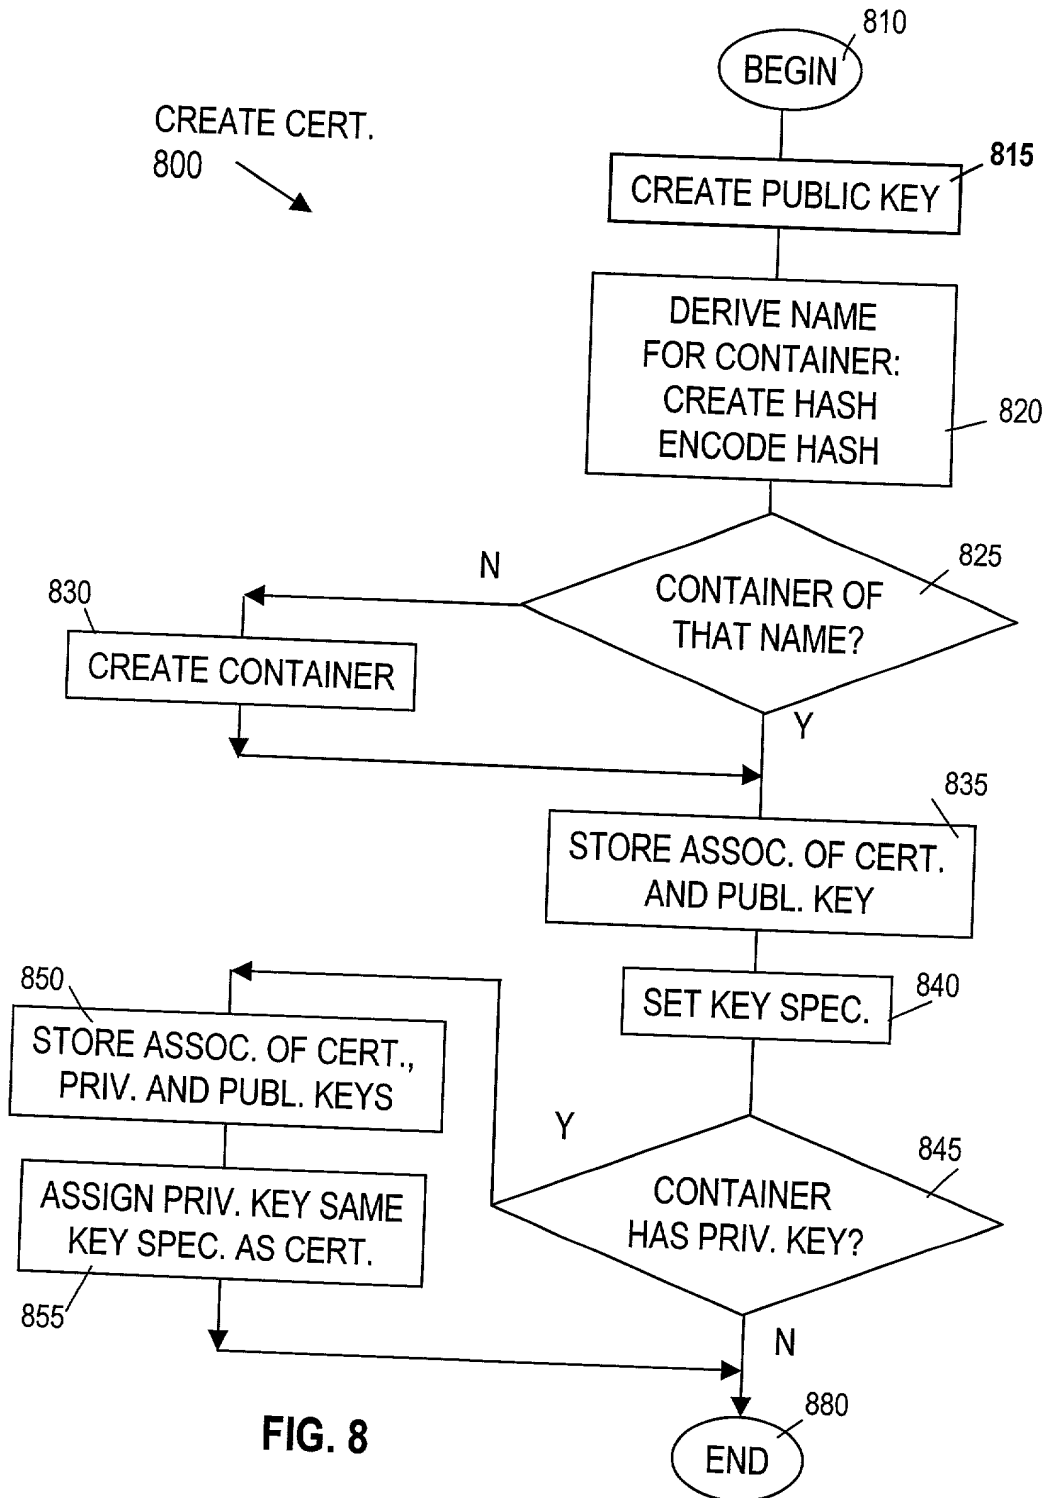 810
BEGIN
CREATE CERT.
800
815
CREATE PUBLIC KEY
DERIVE NAME
FOR CONTAINER:
CREATE HASH
ENCODE HASH
820
825
N
CONTAINER OF
THAT NAME?
830
CREATE CONTAINER
Y
835
STORE ASSOC. OF CERT.
AND PUBL. KEY
840
SET KEY SPEC.
850
STORE ASSOC. OF CERT.,
PRIV. AND PUBL. KEYS
Y
845
CONTAINER
HAS PRIV. KEY?
ASSIGN PRIV. KEY SAME
KEY SPEC. AS CERT.
855
N
880
END
FIG. 8